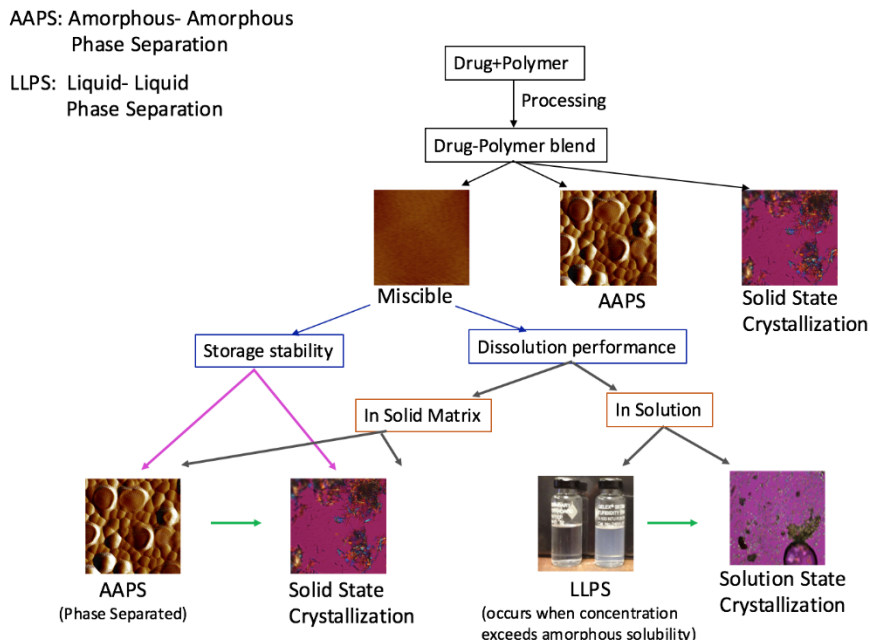 AAPS: Amorphous- Amorphous
Phase Separation
LLPS: Liquid- Liquid
Phase Separation
Drug+Polymer
Processing
Drug-Polymer blend
Miscible
AAPS
Solid State
Crystallization
Storage stability
Dissolution performance
In Solid Matrix
In Solution
AAPS
(Phase Separated)
Solid State
Crystallization
LLPS
(occurs when concentration
exceeds amorphous solubility)
Solution State
Crystallization